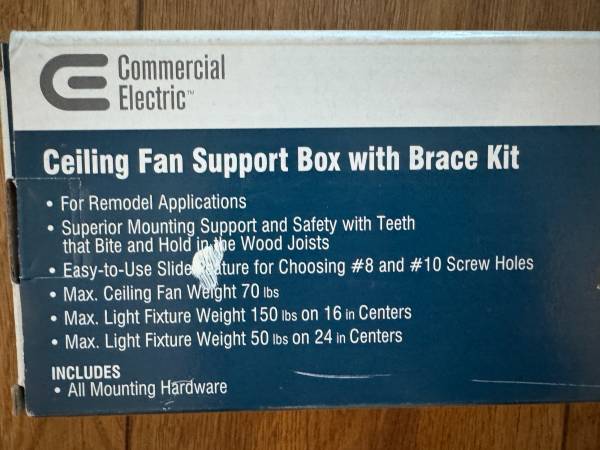 Commercial
Electric™
Ceiling Fan Support Box with Brace Kit
• For Remodel Applications
• Superior Mounting Support and Safety with Teeth
that Bite and Hold in the Wood Joists
• Easy-to-Use Slide Feature for Choosing #8 and #10 Screw Holes
• Max. Ceiling Fan Weight 70 lbs
• Max. Light Fixture Weight 150 lbs on 16 in Centers
• Max. Light Fixture Weight 50 lbs on 24 in Centers
INCLUDES
• All Mounting Hardware